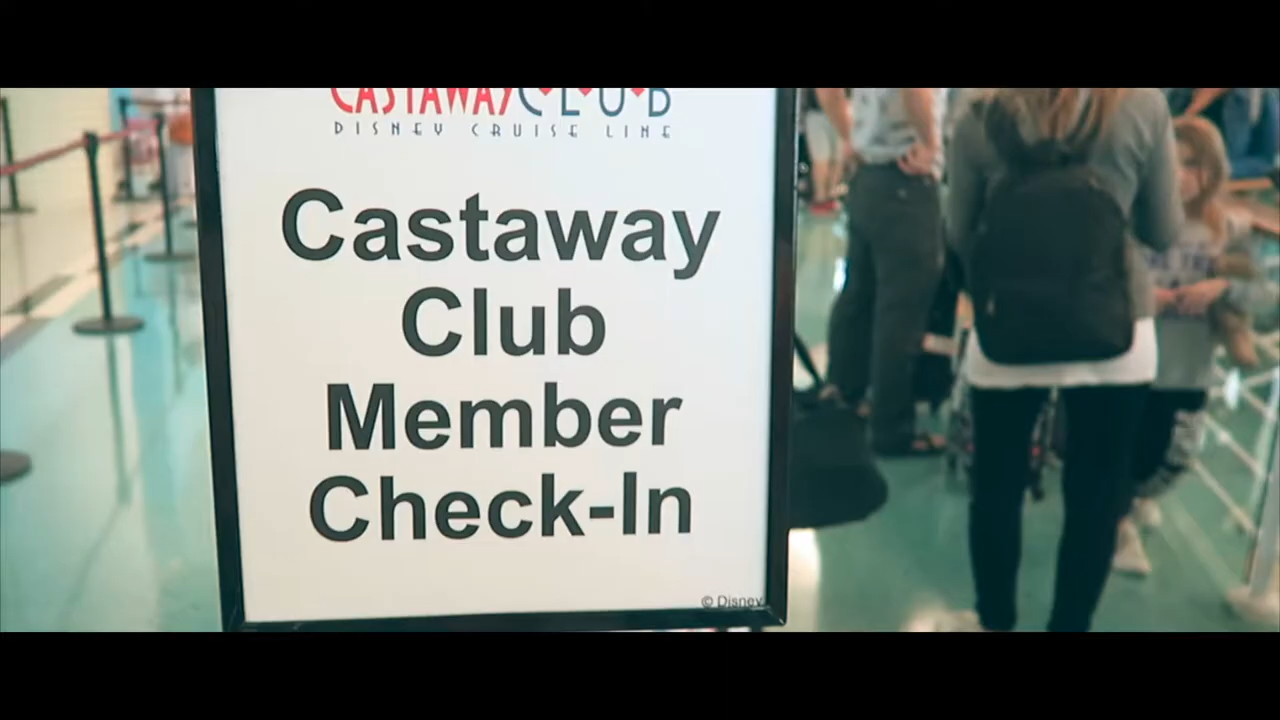 CASTAWAY CLUB
DISNEY CRUISE LINE
Castaway
Club
Member
Check-In
© Disney